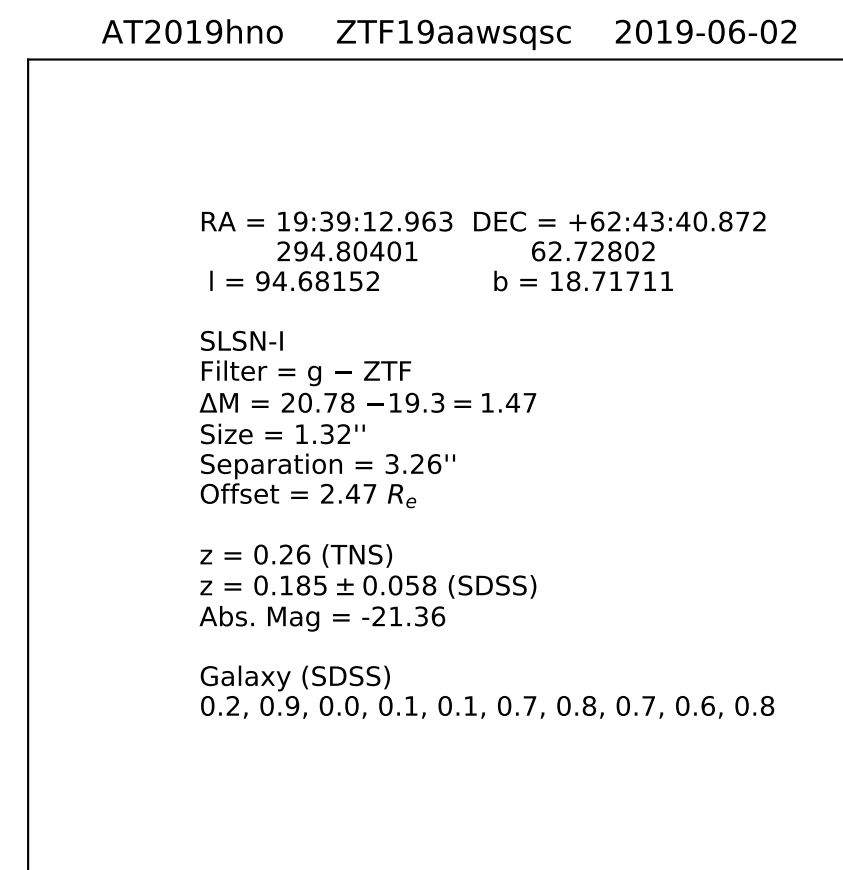 AT2019hno ZTF19aawsqsc 2019-06-02
RA = 19:39:12.963 DEC = +62:43:40.872
294.80401 62.72802
l = 94.68152 b = 18.71711
SLSN-I
Filter = g − ZTF
ΔM = 20.78 −19.3 = 1.47
Size = 1.32''
Separation = 3.26''
Offset = 2.47 Rₑ
z = 0.26 (TNS)
z = 0.185 ± 0.058 (SDSS)
Abs. Mag = -21.36
Galaxy (SDSS)
0.2, 0.9, 0.0, 0.1, 0.1, 0.7, 0.8, 0.7, 0.6, 0.8